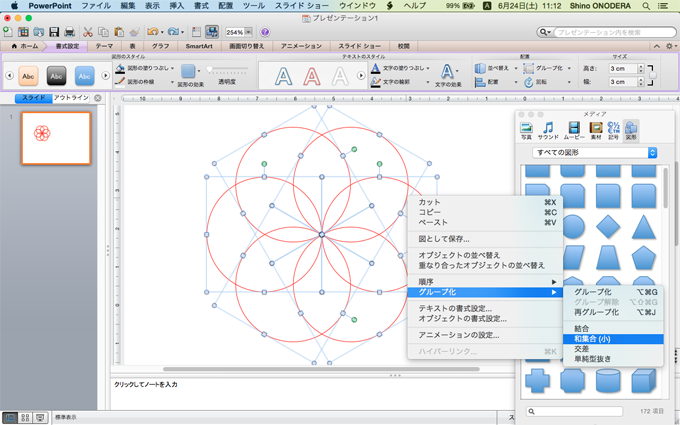 PowerPoint ファイル 編集 表示 挿入 書式 配置 ツール スライド ショー ウインドウ ヘルプ 99% A 6月24日(土) 11:12 Shino ONODERA
プレゼンテーション1
254% プレゼンテーション内を検索
ホーム 書式設定 テーマ 表 グラフ SmartArt 画面切り替え アニメーション スライド ショー 校閲
図形のスタイル テキストのスタイル 配置 サイズ
Abc Abc Abc 図形の塗りつぶし 図形の枠線 図形の効果 透明度 A A A 文字の塗りつぶし 文字の輪郭 文字の効果 並べ替え グループ化 配置 回転 高さ: 3 cm 幅: 3 cm
スライド アウトライン
10 9 8 7 6 5 4 3 2 1 0
1
メディア
写真 サウンド ムービー 記号 図形
すべての図形
カット ⌘X
コピー ⌘C
ペースト ⌘V
図として保存...
オブジェクトの並べ替え
重なり合ったオブジェクトの並べ替え
順序
グループ化
テキストの書式設定...
オブジェクトの書式設定...
アニメーションの設定...
ハイパーリンク... ⌘K
グループ化 ⌥⌘G
グループ解除 ⌥⇧⌘G
再グループ化 ⌥⌘J
結合
和集合 (小)
交差
単純型抜き
クリックしてノートを入力
172 項目
標準表示